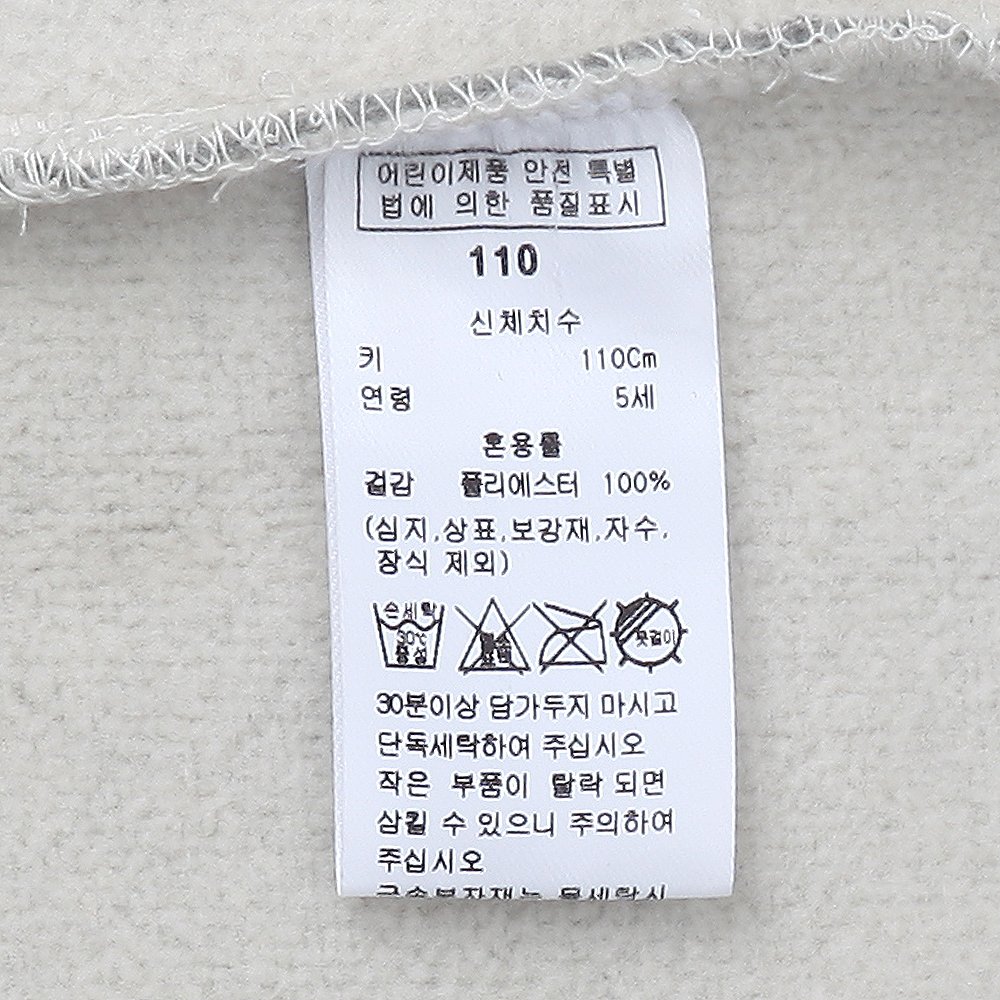 어린이제품 안전 특별
법에 의한 품질표시
110
신체치수
키 110Cm
연령 5세
혼용률
겉감 폴리에스터 100%
(심지,상표,보강재,자수,
장식 제외)
손세탁
30℃
중성
염소
표백
옷걸이
30분이상 담가두지 마시고
단독세탁하여 주십시오
작은 부품이 탈락 되면
삼킬 수 있으니 주의하여
주십시오